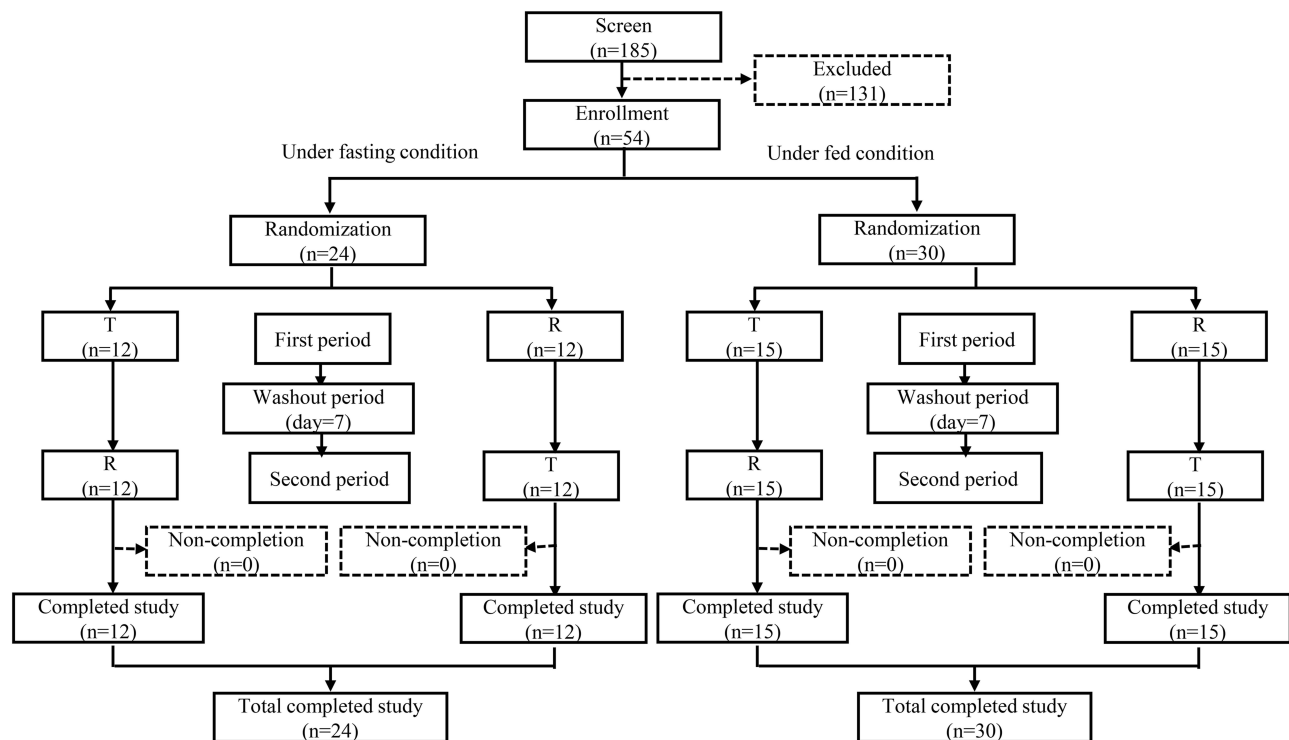 Screen
(n=185)
Excluded
(n=131)
Enrollment
(n=54)
Under fasting condition
Under fed condition
Randomization
(n=24)
Randomization
(n=30)
T
(n=12)
First period
R
(n=12)
T
(n=15)
First period
R
(n=15)
Washout period
(day=7)
Washout period
(day=7)
R
(n=12)
Second period
T
(n=12)
R
(n=15)
Second period
T
(n=15)
Non-completion
(n=0)
Non-completion
(n=0)
Non-completion
(n=0)
Non-completion
(n=0)
Completed study
(n=12)
Completed study
(n=12)
Completed study
(n=15)
Completed study
(n=15)
Total completed study
(n=24)
Total completed study
(n=30)